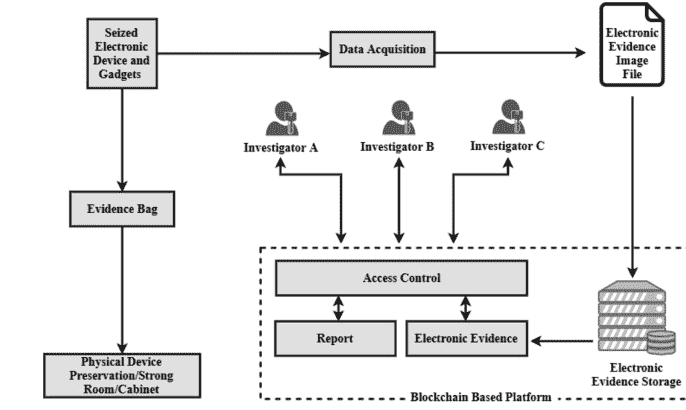 Seized
Electronic
Device and
Gadgets
Data Acquisition
Electronic
Evidence
Image
File
Investigator A
Investigator B
Investigator C
Evidence Bag
Access Control
Report
Electronic Evidence
Physical Device
Preservation/Strong
Room/Cabinet
Electronic
Evidence Storage
Blockchain Based Platform